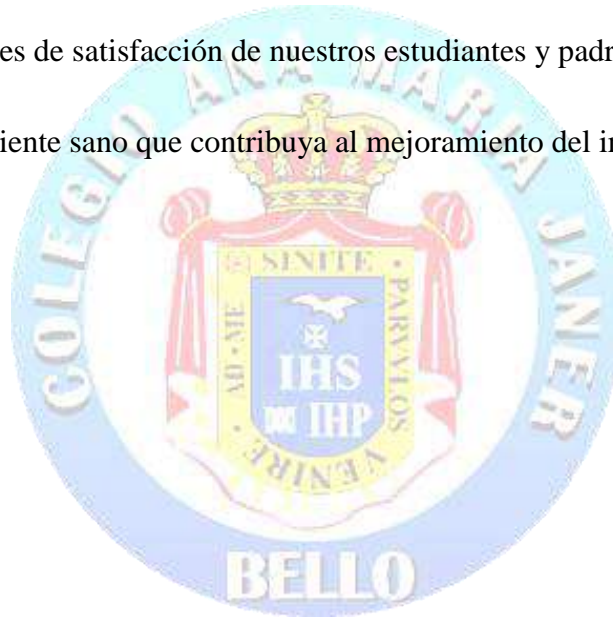 es de satisfacción de nuestros estudiantes y padr
iente sano que contribuya al mejoramiento del in
COLEGIO ANA MARIA JANER
SINITE • PARVVLOS
VENIRE • AD • ME
IHS
IHP
BELLO